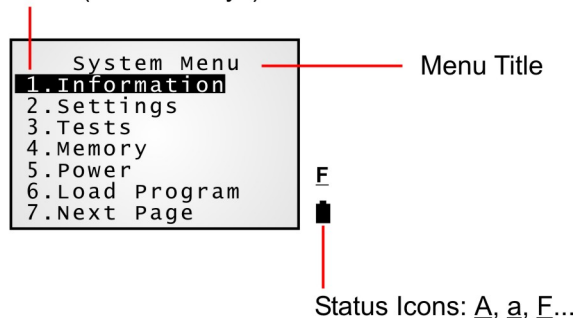 System Menu
1.Information
2.Settings
3.Tests
4.Memory
5.Power
6.Load Program
7.Next Page
Menu Title
F
Status Icons: A, a, F...